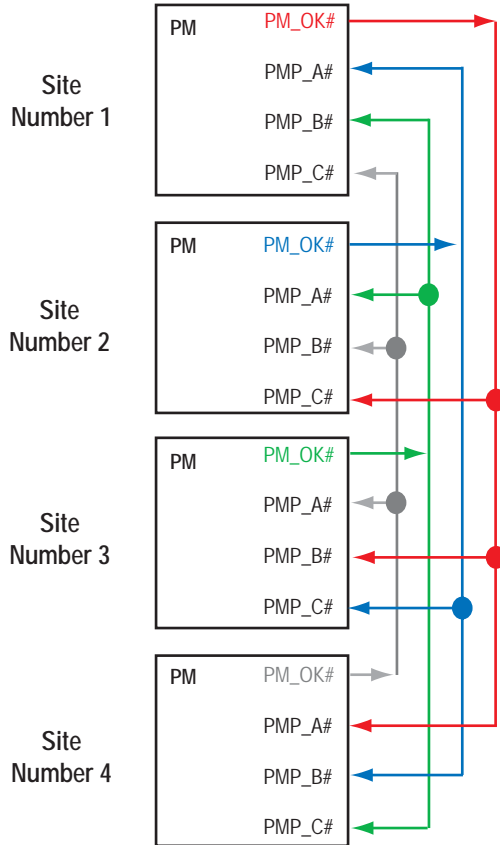 PM
PM_OK#
PMP_A#
PMP_B#
PMP_C#
Site
Number 1
PM
PM_OK#
PMP_A#
PMP_B#
PMP_C#
Site
Number 2
PM
PM_OK#
PMP_A#
PMP_B#
PMP_C#
Site
Number 3
PM
PM_OK#
PMP_A#
PMP_B#
PMP_C#
Site
Number 4